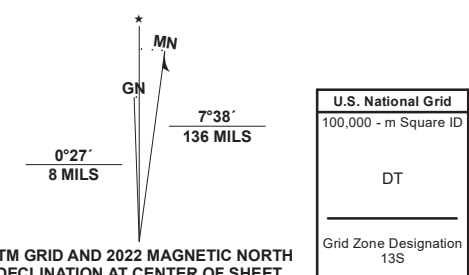 ★
MN
GN
7°38´
136 MILS
0°27´
8 MILS
TM GRID AND 2022 MAGNETIC NORTH
DECLINATION AT CENTER OF SHEET
U.S. National Grid
100,000 - m Square ID
DT
Grid Zone Designation
13S